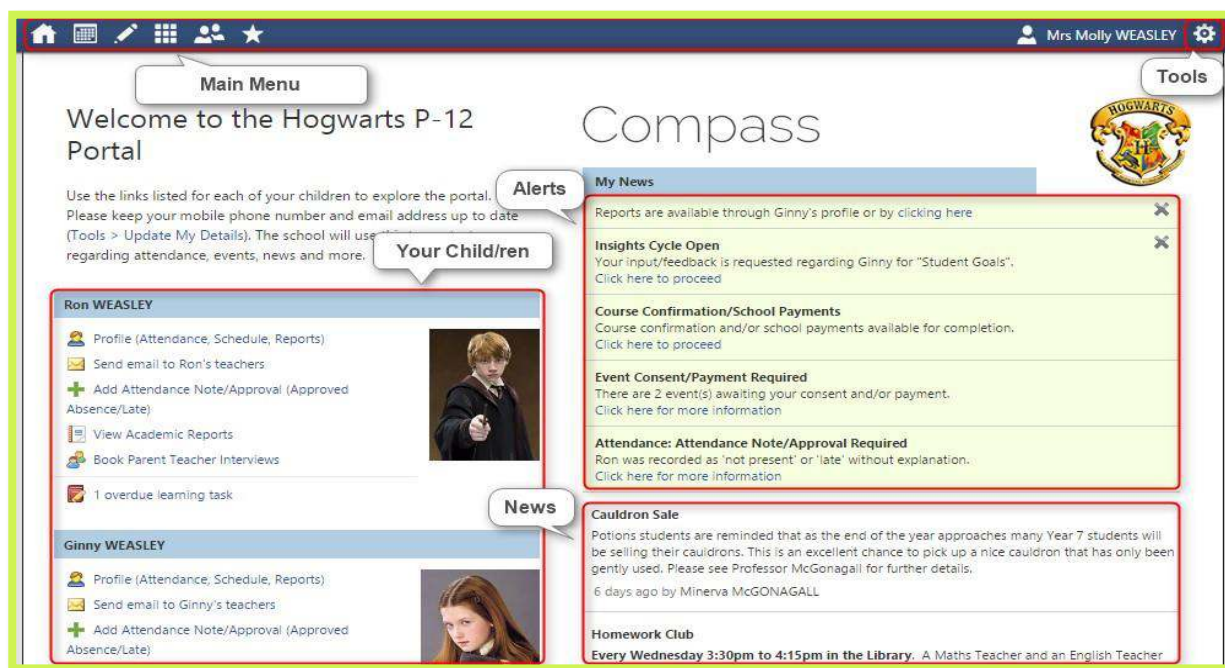 Mrs Molly WEASLEY
Main Menu
Tools
Welcome to the Hogwarts P-12
Portal
Use the links listed for each of your children to explore the portal.
Please keep your mobile phone number and email address up to date
(Tools > Update My Details). The school will use
regarding attendance, events, news and more.
Your Child/ren
Ron WEASLEY
Profile (Attendance, Schedule, Reports)
Send email to Ron's teachers
Add Attendance Note/Approval (Approved
Absence/Late)
View Academic Reports
Book Parent Teacher Interviews
1 overdue learning task
Ginny WEASLEY
Profile (Attendance, Schedule, Reports)
Send email to Ginny's teachers
Add Attendance Note/Approval (Approved
Absence/Late)
Compass
HOGWARTS
H
Alerts
My News
Reports are available through Ginny's profile or by clicking here
Insights Cycle Open
Your input/feedback is requested regarding Ginny for "Student Goals".
Click here to proceed
Course Confirmation/School Payments
Course confirmation and/or school payments available for completion.
Click here to proceed
Event Consent/Payment Required
There are 2 event(s) awaiting your consent and/or payment.
Click here for more information
Attendance: Attendance Note/Approval Required
Ron was recorded as 'not present' or 'late' without explanation.
Click here for more information
News
Cauldron Sale
Potions students are reminded that as the end of the year approaches many Year 7 students will
be selling their cauldrons. This is an excellent chance to pick up a nice cauldron that has only been
gently used. Please see Professor McGonagall for further details.
6 days ago by Minerva McGONAGALL
Homework Club
Every Wednesday 3:30pm to 4:15pm in the Library. A Maths Teacher and an English Teacher